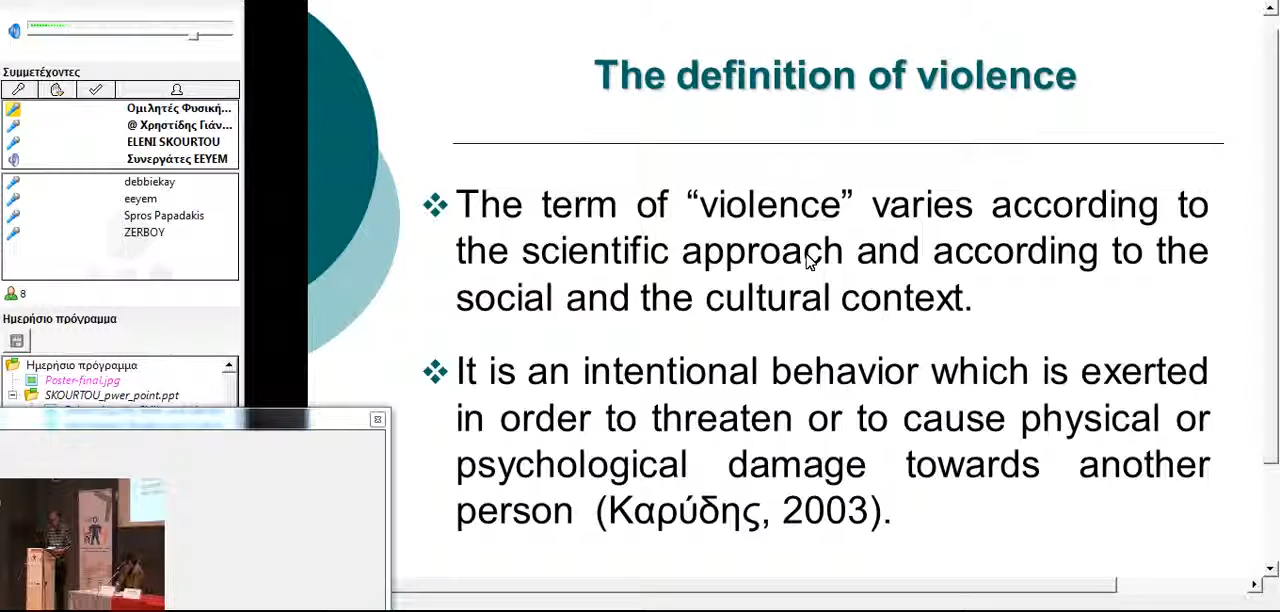 Συμμετέχοντες
Ομιλητές Φυσική...
@ Χρηστίδης Γιάν...
ELENI SKOURTOU
Συνεργάτες ΕΕΥΕΜ
debbiekay
eeyem
Spros Papadakis
ZERBOY
8
Ημερήσιο πρόγραμμα
Ημερήσιο πρόγραμμα
Poster-final.jpg
SKOURTOU_pwer_point.ppt
The definition of violence
The term of “violence” varies according to
the scientific approach and according to the
social and the cultural context.
It is an intentional behavior which is exerted
in order to threaten or to cause physical or
psychological damage towards another
person (Καρύδης, 2003).